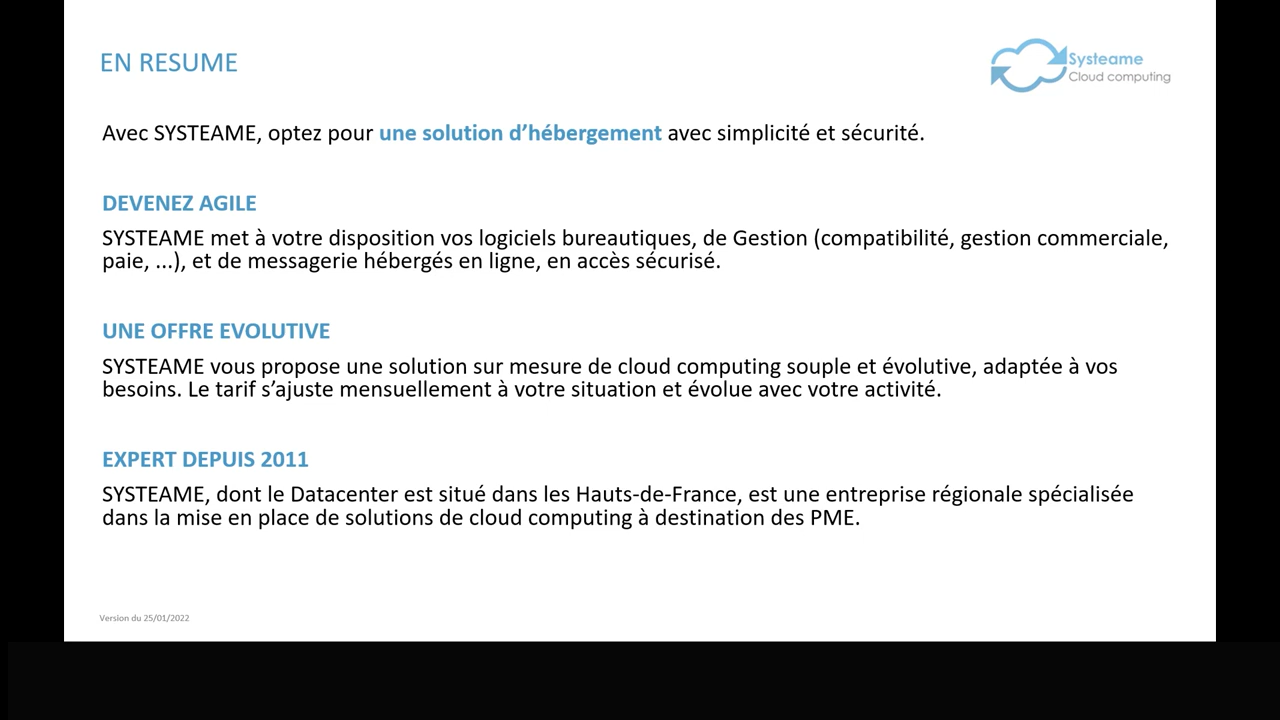 EN RESUME
Systeame
Cloud computing
Avec SYSTEAME, optez pour une solution d’hébergement avec simplicité et sécurité.
DEVENEZ AGILE
SYSTEAME met à votre disposition vos logiciels bureautiques, de Gestion (compatibilité, gestion commerciale,
paie, ...), et de messagerie hébergés en ligne, en accès sécurisé.
UNE OFFRE EVOLUTIVE
SYSTEAME vous propose une solution sur mesure de cloud computing souple et évolutive, adaptée à vos
besoins. Le tarif s’ajuste mensuellement à votre situation et évolue avec votre activité.
EXPERT DEPUIS 2011
SYSTEAME, dont le Datacenter est situé dans les Hauts-de-France, est une entreprise régionale spécialisée
dans la mise en place de solutions de cloud computing à destination des PME.
Version du 25/01/2022